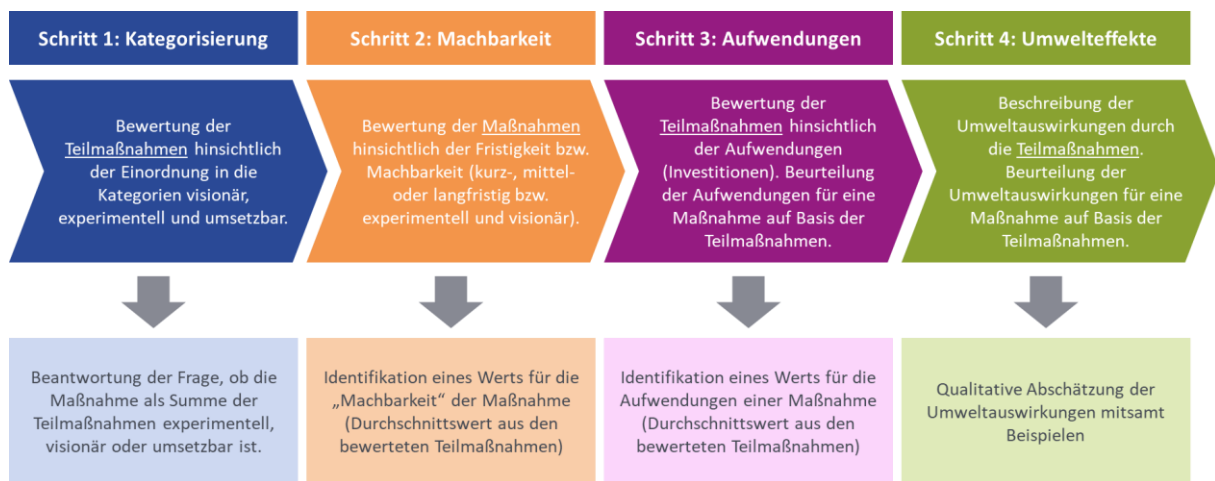 Schritt 1: Kategorisierung
Schritt 2: Machbarkeit
Schritt 3: Aufwendungen
Schritt 4: Umwelteffekte
Bewertung der
Teilmaßnahmen hinsichtlich
der Einordnung in die
Kategorien visionär,
experimentell und umsetzbar.
Bewertung der Maßnahmen
hinsichtlich der Fristigkeit bzw.
Machbarkeit (kurz-, mittel-
oder langfristig bzw.
experimentell und visionär).
Bewertung der
Teilmaßnahmen hinsichtlich
der Aufwendungen
(Investitionen). Beurteilung
der Aufwendungen für eine
Maßnahme auf Basis der
Teilmaßnahmen.
Beschreibung der
Umweltauswirkungen durch
die Teilmaßnahmen.
Beurteilung der
Umweltauswirkungen für eine
Maßnahme auf Basis der
Teilmaßnahmen.
Beantwortung der Frage, ob die
Maßnahme als Summe der
Teilmaßnahmen experimentell,
visionär oder umsetzbar ist.
Identifikation eines Werts für die
„Machbarkeit“ der Maßnahme
(Durchschnittswert aus den
bewerteten Teilmaßnahmen)
Identifikation eines Werts für die
Aufwendungen einer Maßnahme
(Durchschnittswert aus den
bewerteten Teilmaßnahmen)
Qualitative Abschätzung der
Umweltauswirkungen mitsamt
Beispielen